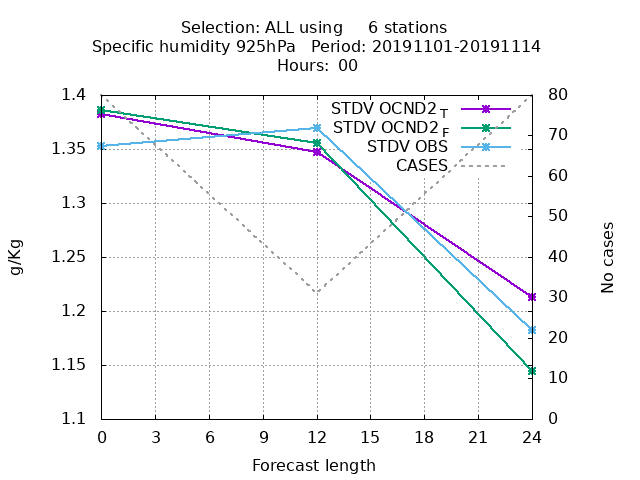 Selection: ALL using 6 stations
Specific humidity 925hPa Period: 20191101-20191114
Hours: 00
1.4
1.35
1.3
1.25
1.2
1.15
1.1
g/Kg
80
70
60
50
40
30
20
10
0
No cases
STDV OCND2_T
STDV OCND2_F
STDV OBS
CASES
0 3 6 9 12 15 18 21 24
Forecast length